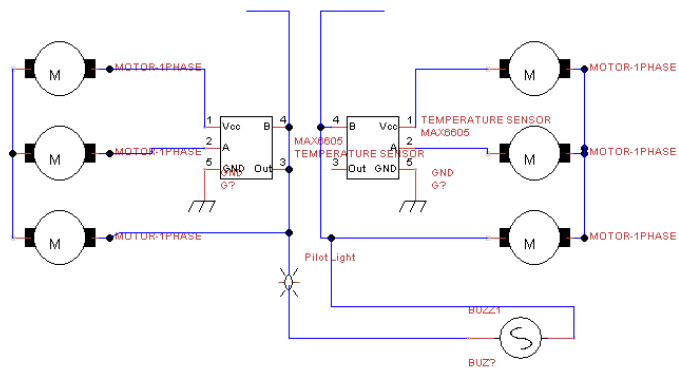 M
MOTOR-1PHASE
M
MOTOR-1PHASE
M
MOTOR-1PHASE
1
Vcc
B
4
2
A
5
GND
Out
3
GND
G?
MAX6605
TEMPERATURE SENSOR
4
B
Vcc
1
A
2
3
Out
GND
5
TEMPERATURE SENSOR
MAX6605
GND
G?
M
MOTOR-1PHASE
M
MOTOR-1PHASE
M
MOTOR-1PHASE
Pilot Light
BUZZ1
BUZ?